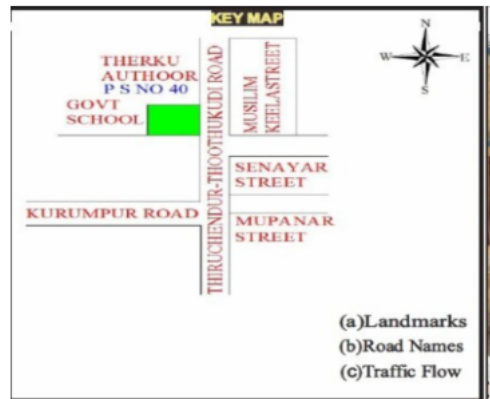 KEY MAP
N
W
E
S
THERKU
AUTHOOR
P S NO 40
GOVT
SCHOOL
THIRUCHENDUR-THOOTHUKUDI ROAD
MUSILIM
KEELASTREET
SENAYAR
STREET
KURUMPUR ROAD
MUPANAR
STREET
(a)Landmarks
(b)Road Names
(c)Traffic Flow